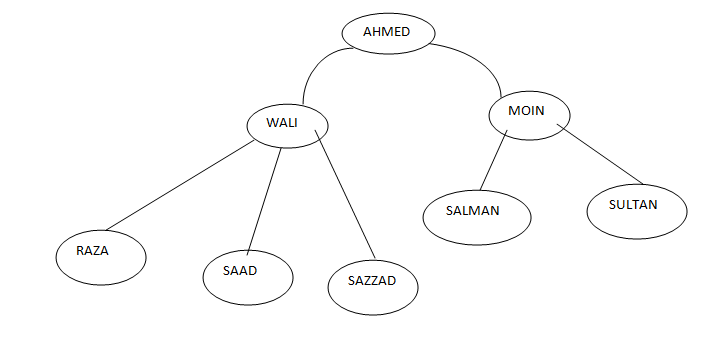 AHMED
WALI
MOIN
RAZA
SAAD
SAZZAD
SALMAN
SULTAN